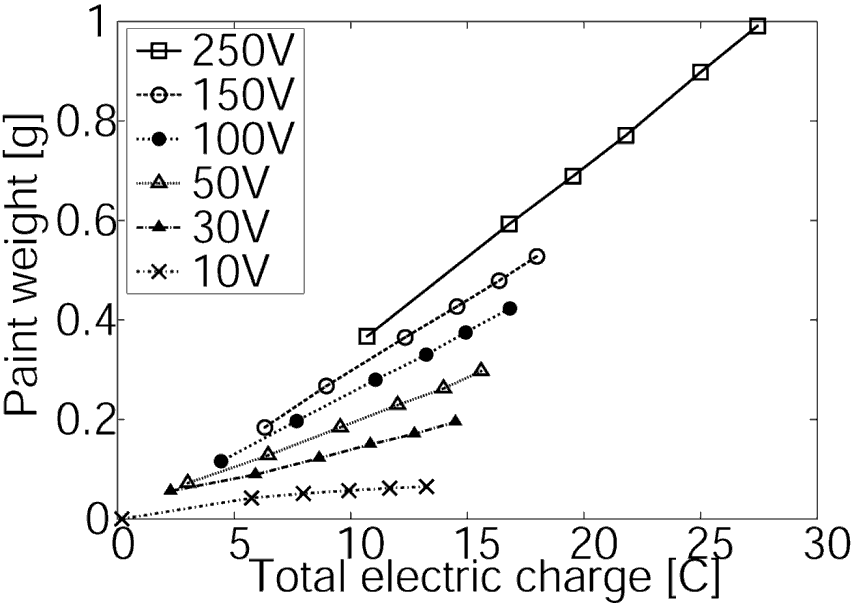 1
0.8
0.6
0.4
0.2
0
Paint weight [g]
250V
150V
100V
50V
30V
10V
0 5 10 15 20 25 30
Total electric charge [C]